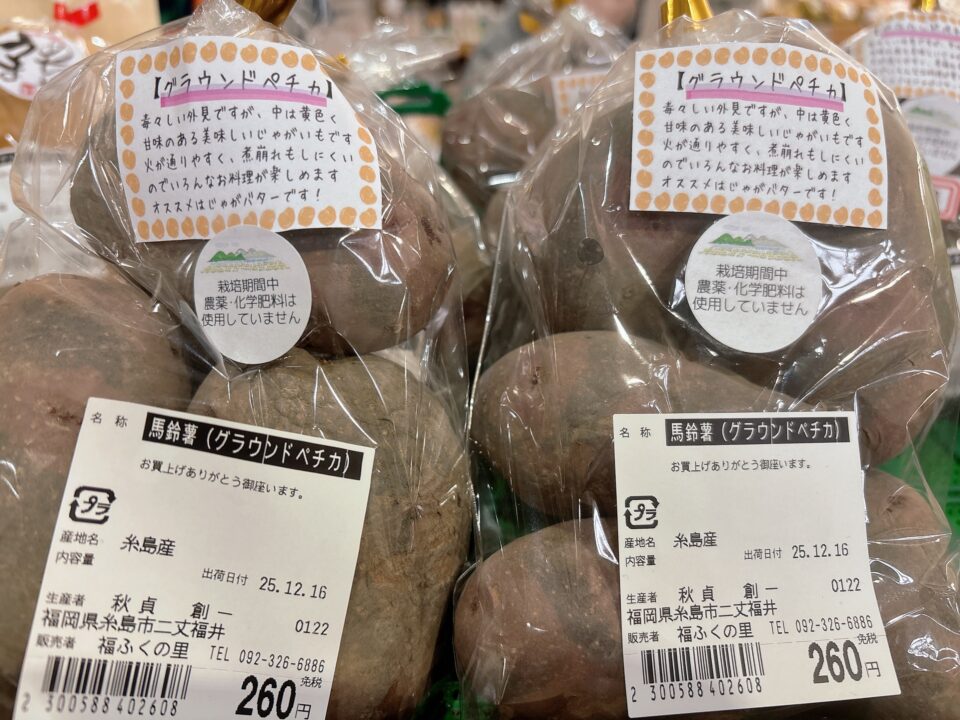 【グラウンドペチカ】
毒々しい外見ですが、中は黄色く
甘味のある美味しいじゃがいもです
火が通りやすく、煮崩れもしにくい
のでいろんなお料理が楽しめます
オススメはじゃがバターです!
栽培期間中
農薬・化学肥料は
使用していません
名称 馬鈴薯(グラウンドペチカ)
お買上げありがとう御座います。
プラ
産地名 糸島産
内容量
出荷日付 25.12.16
生産者 秋貞 創一 0122
福岡県糸島市二丈福井
販売者 福ふくの里 TEL 092-326-6886
2 300588 402608
260円 免税
【グラウンドペチカ】
毒々しい外見ですが、中は黄色く
甘味のある美味しいじゃがいもです
火が通りやすく、煮崩れもしにくい
のでいろんなお料理が楽しめます
オススメはじゃがバターです!
栽培期間中
農薬・化学肥料は
使用していません
名称 馬鈴薯(グラウンドペチカ)
お買上げありがとう御座います。
プラ
産地名 糸島産
内容量
出荷日付 25.12.16
生産者 秋貞 創一 0122
福岡県糸島市二丈福井
販売者 福ふくの里 TEL 092-326-6886
2 300588 402608
260円 免税